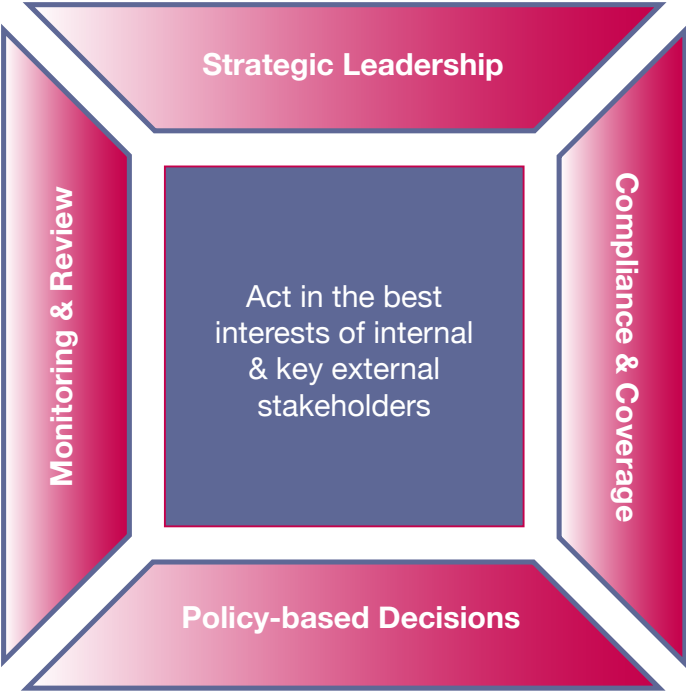 Strategic Leadership
Monitoring & Review
Act in the best
interests of internal
& key external
stakeholders
Compliance & Coverage
Policy-based Decisions